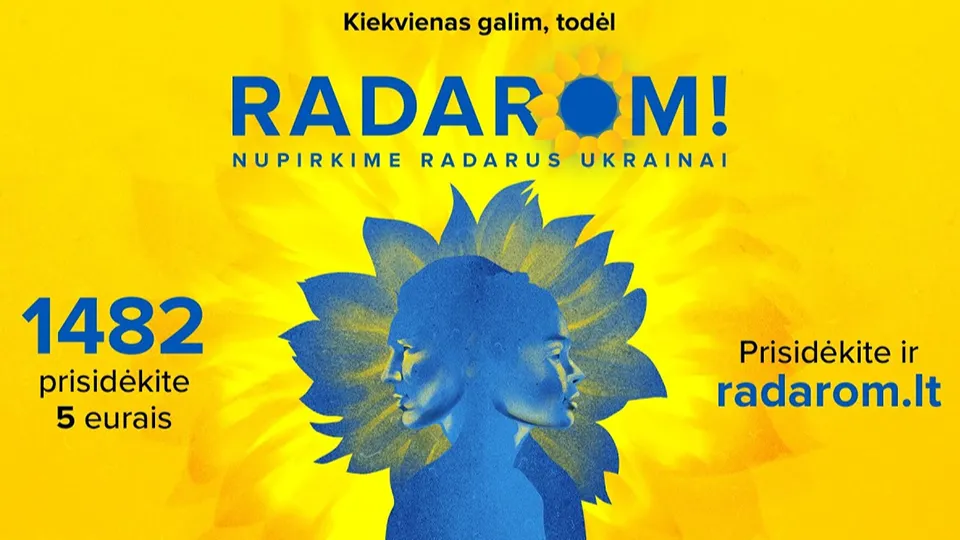 Kiekvienas galim, todėl
RADAROM!
NUPIRKIME RADARUS UKRAINAI
1482
prisidėkite
5 eurais
Prisidėkite ir
radarom.lt